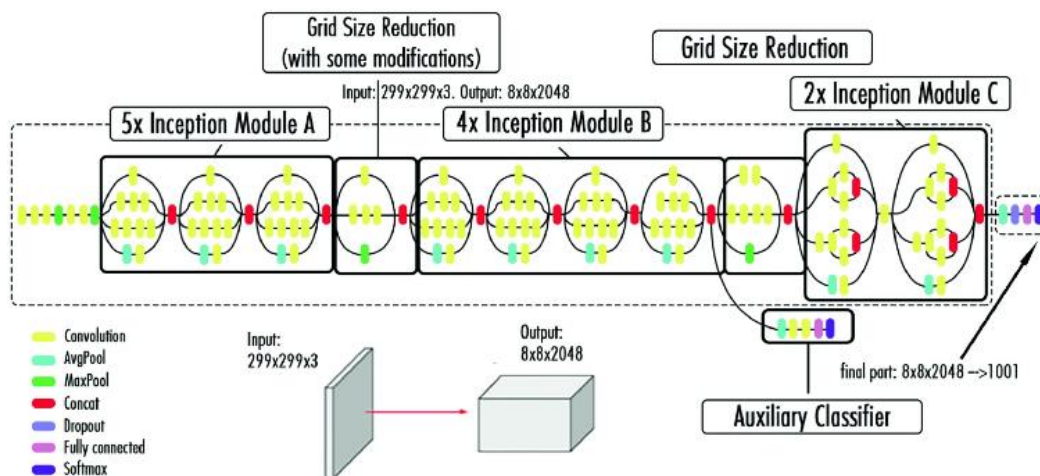 Grid Size Reduction
(with some modifications)
Grid Size Reduction
Input: 299x299x3. Output: 8x8x2048
5x Inception Module A
4x Inception Module B
2x Inception Module C
Convolution
AvgPool
MaxPool
Concat
Dropout
Fully connected
Softmax
Input:
299x299x3
Output:
8x8x2048
final part: 8x8x2048 -->1001
Auxiliary Classifier